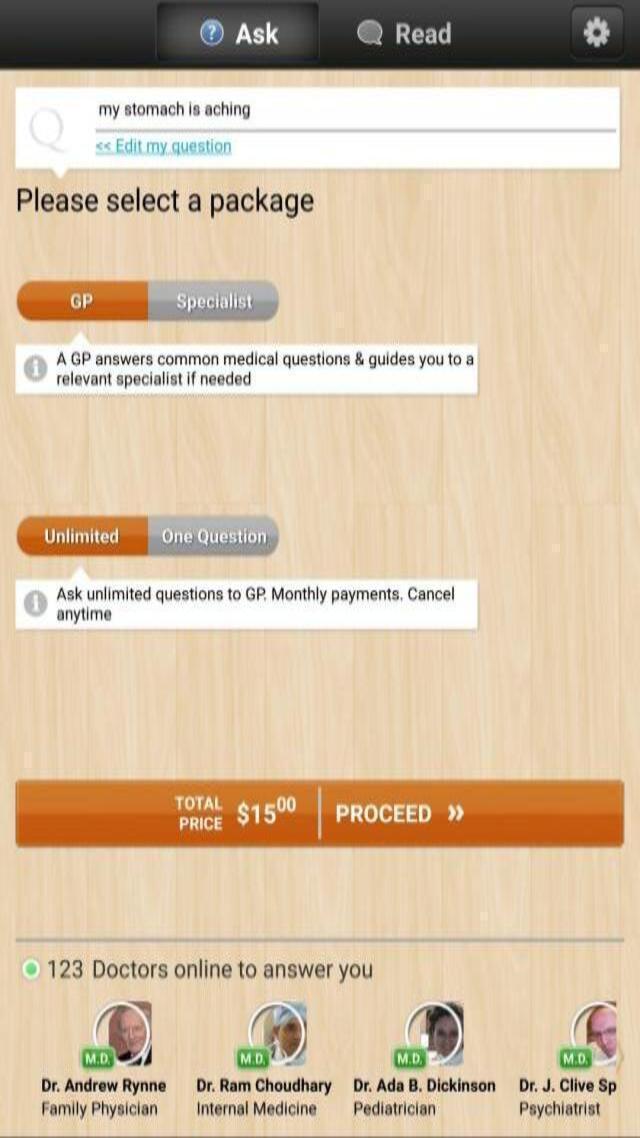 Ask
Read
Q
my stomach is aching
<< Edit my question
Please select a package
GP
Specialist
A GP answers common medical questions & guides you to a
relevant specialist if needed
Unlimited
One Question
Ask unlimited questions to GP. Monthly payments. Cancel
anytime
TOTAL
PRICE
$1500
PROCEED »
123 Doctors online to answer you
M.D.
M.D.
M.D.
M.D.
Dr. Andrew Rynne
Dr. Ram Choudhary
Dr. Ada B. Dickinson
Dr. J. Clive Sp
Family Physician
Internal Medicine
Pediatrician
Psychiatrist